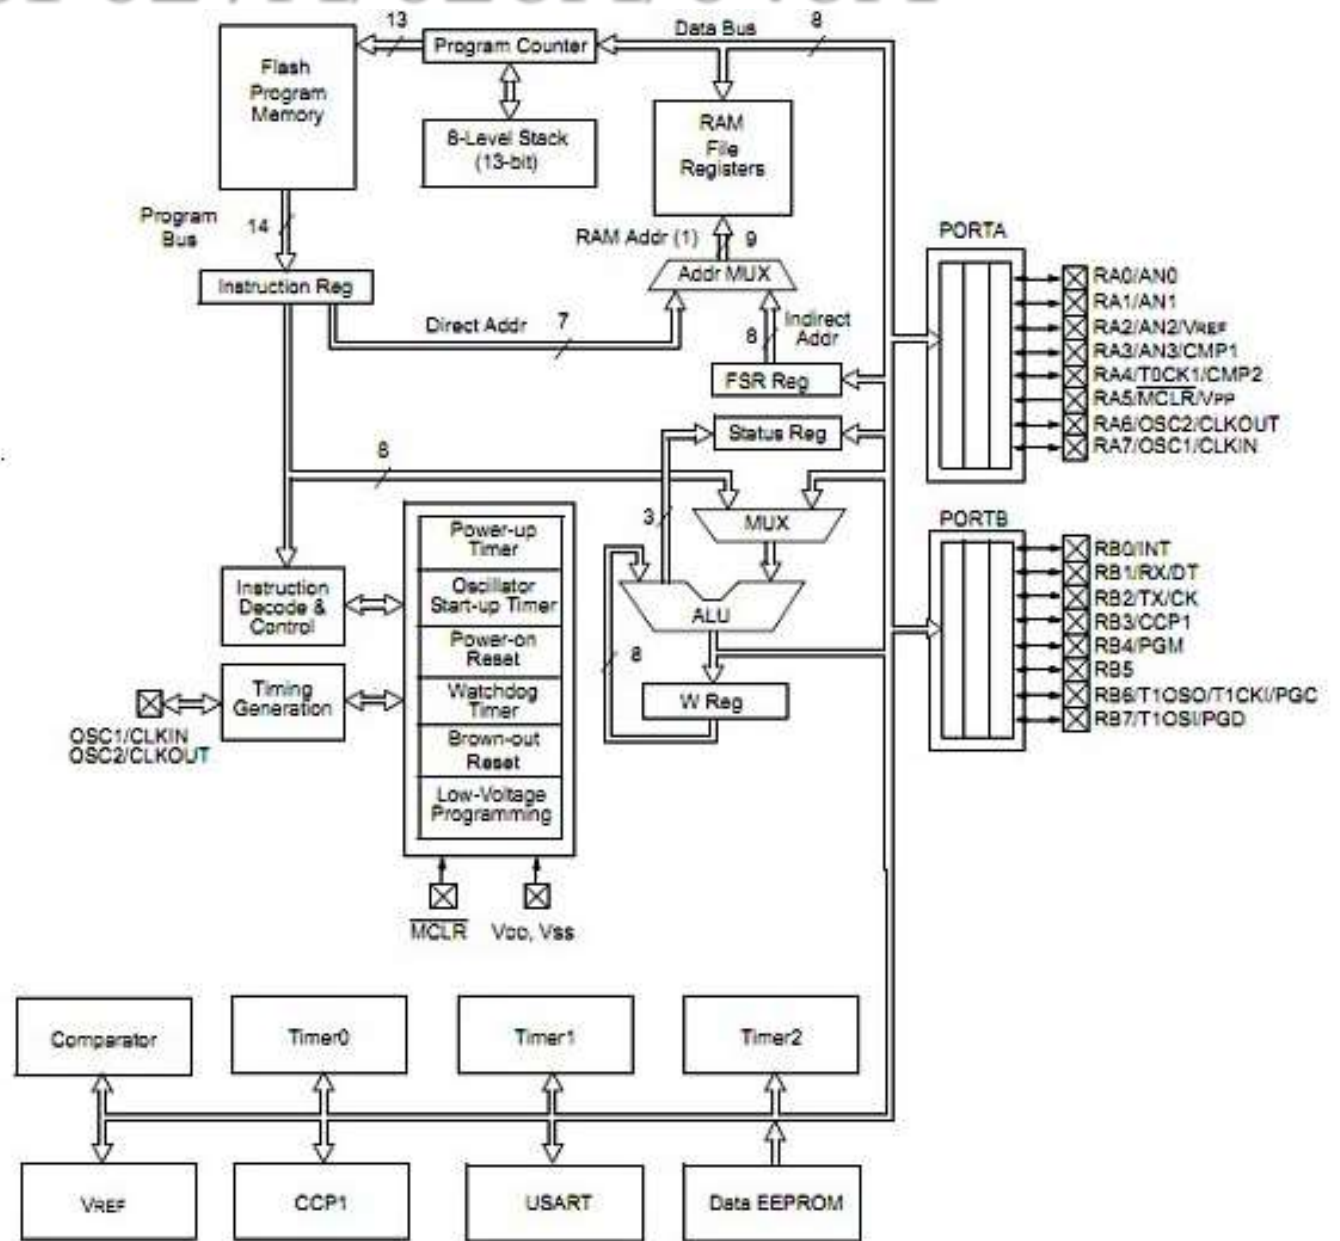 13
Data Bus
8
Flash
Program
Memory
Program Counter
8-Level Stack
(13-bit)
RAM
File
Registers
Program
Bus
14
RAM Addr (1)
9
PORTA
Addr MUX
Instruction Reg
Direct Addr
7
Indirect
Addr
8
FSR Reg
Status Reg
RA0/AN0
RA1/AN1
RA2/AN2/VREF
RA3/AN3/CMP1
RA4/T0CK1/CMP2
RA5/MCLR/VPP
RA6/OSC2/CLKOUT
RA7/OSC1/CLKIN
8
3
MUX
PORTB
Power-up
Timer
Oscillator
Start-up Timer
Power-on
Reset
Watchdog
Timer
Brown-out
Reset
Low-Voltage
Programming
Instruction
Decode &
Control
Timing
Generation
OSC1/CLKIN
OSC2/CLKOUT
ALU
8
W Reg
RB0/INT
RB1/RX/DT
RB2/TX/CK
RB3/CCP1
RB4/PGM
RB5
RB6/T1OSO/T1CKI/PGC
RB7/T1OSI/PGD
MCLR
VDD, VSS
Comparator
Timer0
Timer1
Timer2
VREF
CCP1
USART
Data EEPROM